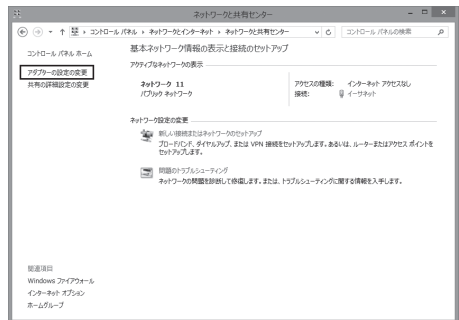 ネットワークと共有センター
コントロール パネル ▸ ネットワークとインターネット ▸ ネットワークと共有センター
コントロール パネルの検索
コントロール パネル ホーム
アダプターの設定の変更
共有の詳細設定の変更
基本ネットワーク情報の表示と接続のセットアップ
アクティブなネットワークの表示
ネットワーク 11
パブリック ネットワーク
アクセスの種類: インターネット アクセスなし
接続: イーサネット
ネットワーク設定の変更
新しい接続またはネットワークのセットアップ
ブロードバンド、ダイヤルアップ、または VPN 接続をセットアップします。あるいは、ルーターまたはアクセス ポイントを
セットアップします。
問題のトラブルシューティング
ネットワークの問題を診断して修復します。または、トラブルシューティングに関する情報を入手します。
関連項目
Windows ファイアウォール
インターネット オプション
ホームグループ